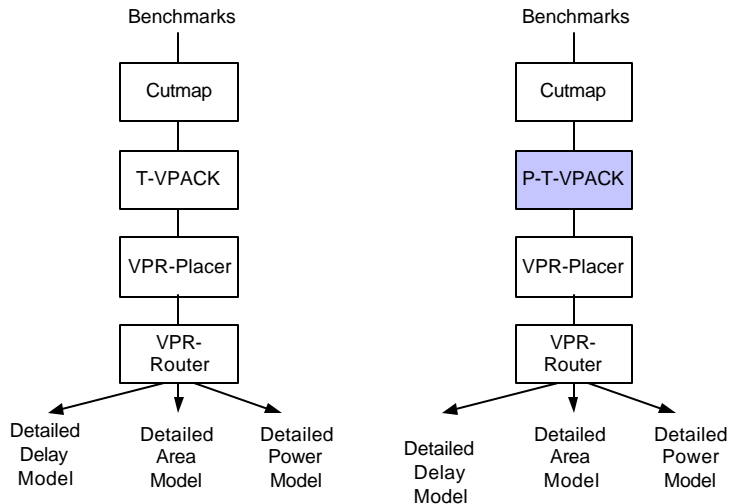 Benchmarks
Cutmap
T-VPACK
VPR-Placer
VPR-
Router
Detailed
Delay
Model
Detailed
Area
Model
Detailed
Power
Model
Benchmarks
Cutmap
P-T-VPACK
VPR-Placer
VPR-
Router
Detailed
Delay
Model
Detailed
Area
Model
Detailed
Power
Model